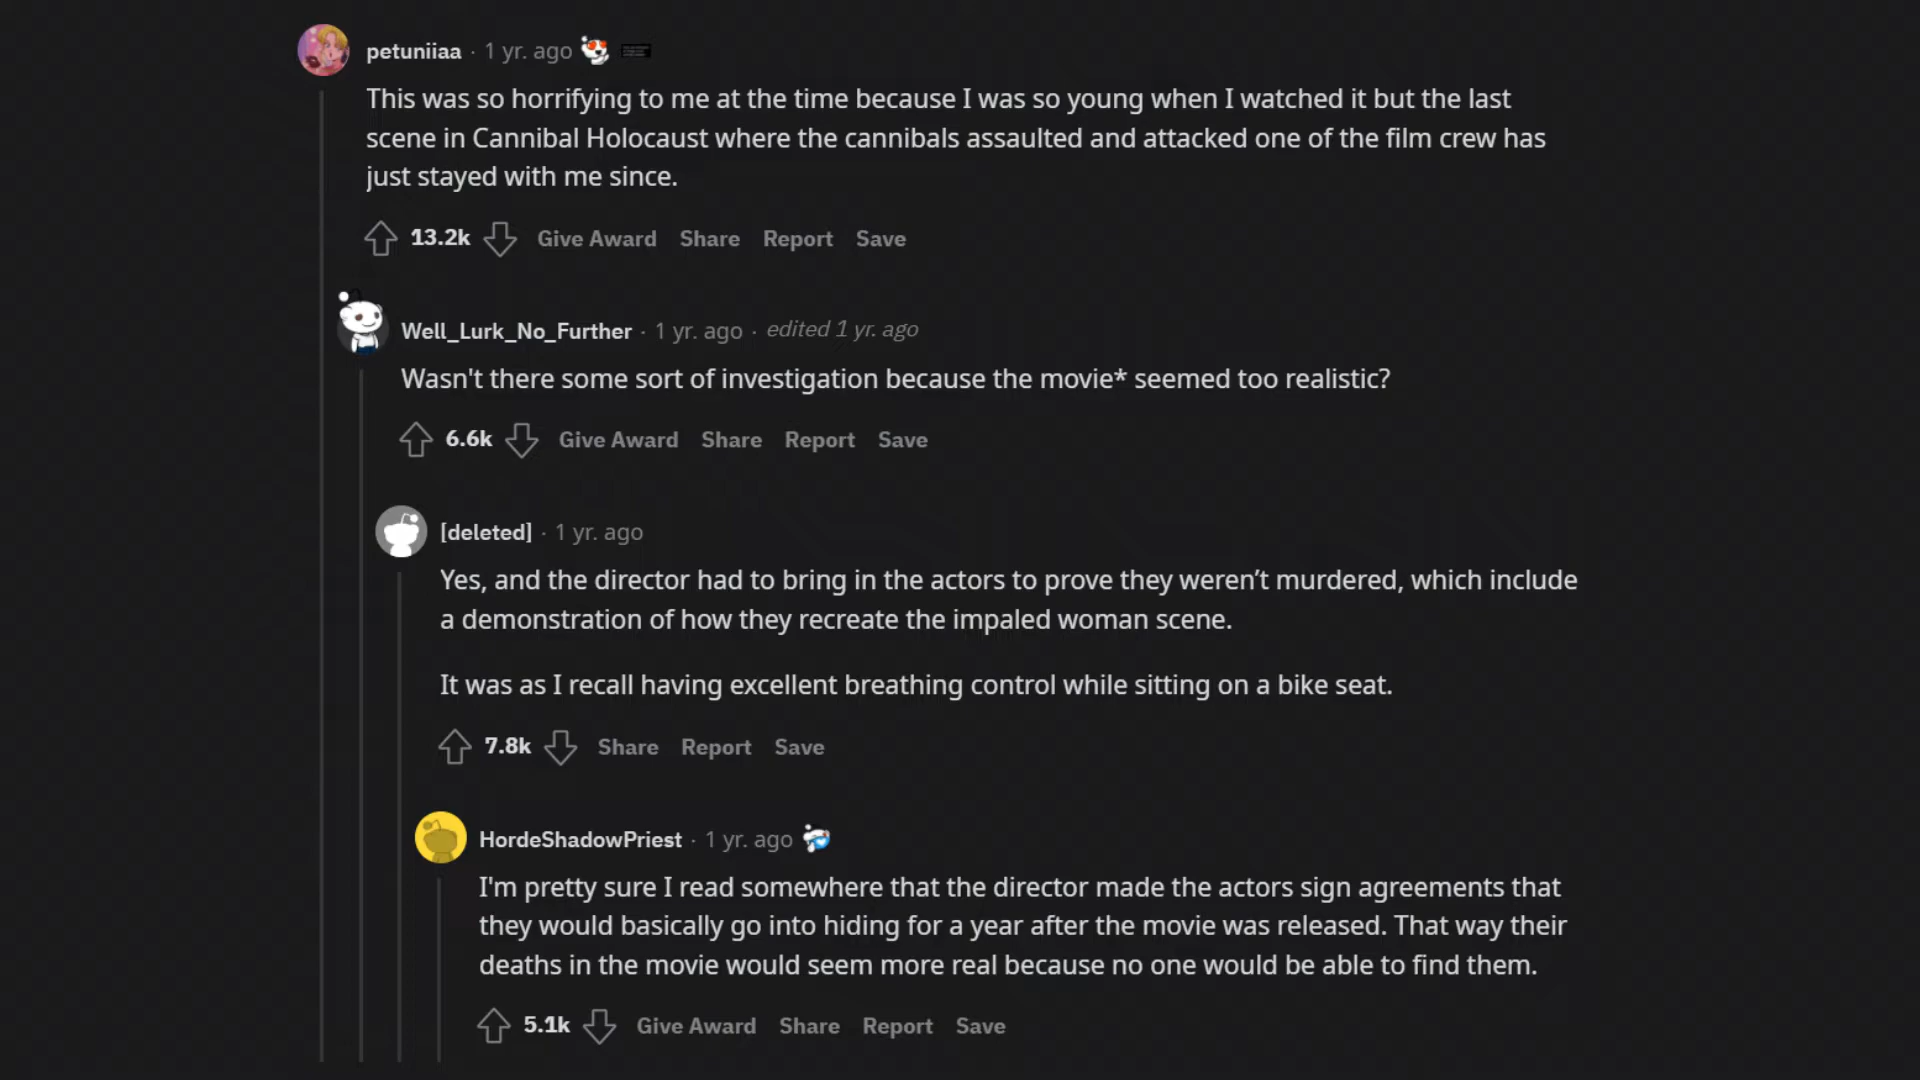 petuniiaa · 1 yr. ago
This was so horrifying to me at the time because I was so young when I watched it but the last
scene in Cannibal Holocaust where the cannibals assaulted and attacked one of the film crew has
just stayed with me since.
13.2k Give Award Share Report Save
Well_Lurk_No_Further · 1 yr. ago · edited 1 yr. ago
Wasn't there some sort of investigation because the movie* seemed too realistic?
6.6k Give Award Share Report Save
[deleted] · 1 yr. ago
Yes, and the director had to bring in the actors to prove they weren’t murdered, which include
a demonstration of how they recreate the impaled woman scene.
It was as I recall having excellent breathing control while sitting on a bike seat.
7.8k Share Report Save
HordeShadowPriest · 1 yr. ago
I'm pretty sure I read somewhere that the director made the actors sign agreements that
they would basically go into hiding for a year after the movie was released. That way their
deaths in the movie would seem more real because no one would be able to find them.
5.1k Give Award Share Report Save